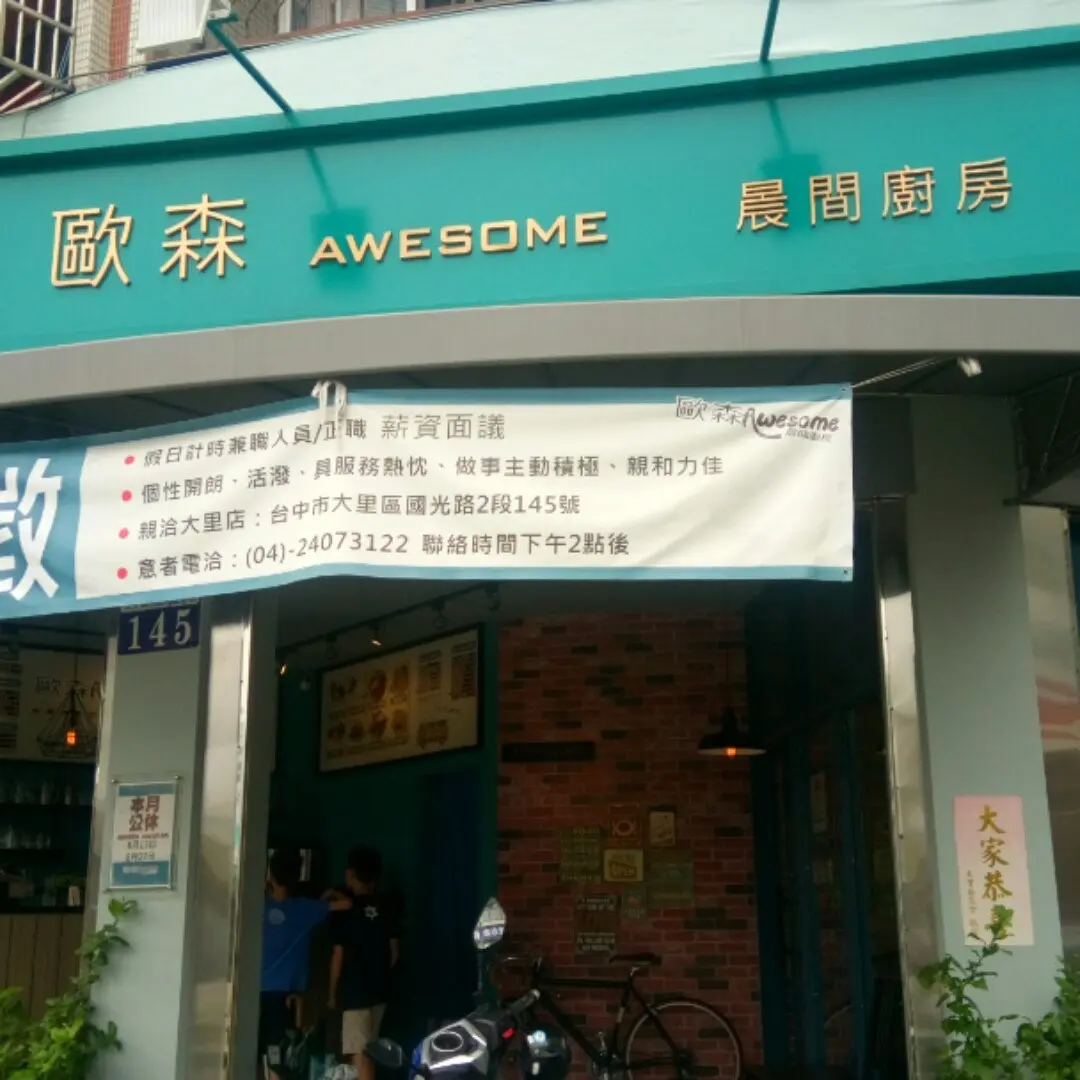 歐森 AWESOME 晨間廚房
歐森Awesome
徵
假日計時兼職人員/正職 薪資面議
個性開朗、活潑、具服務熱忱、做事主動積極、親和力佳
親洽大里店：台中市大里區國光路2段145號
意者電洽：(04)-24073122 聯絡時間下午2點後
145
本月
公休
大家恭喜
OPEN